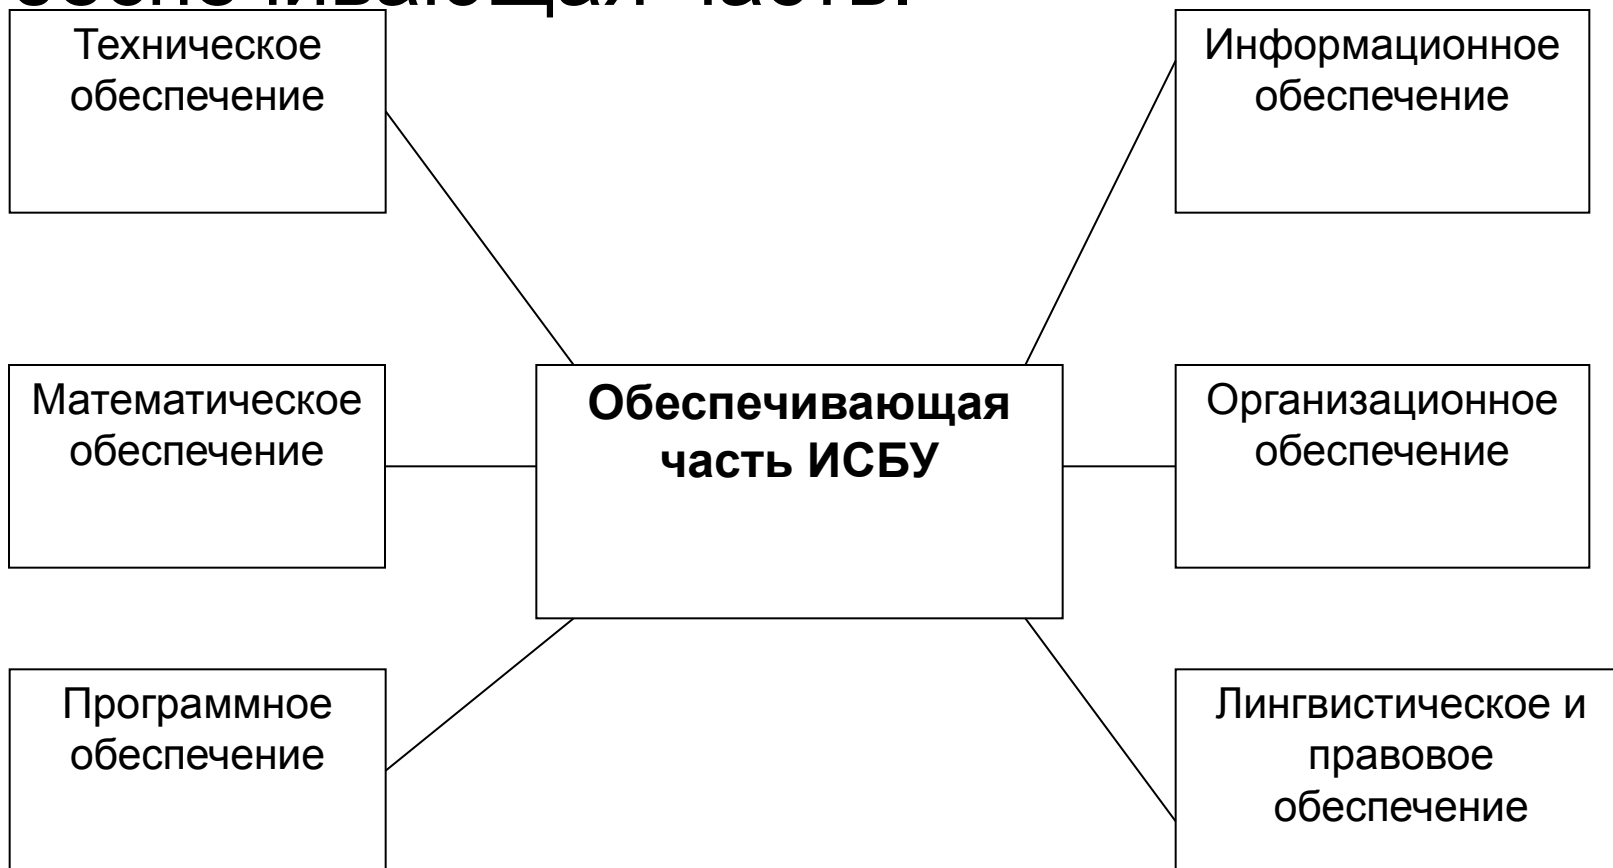 Техническое
обеспечение
Информационное
обеспечение
Математическое
обеспечение
Обеспечивающая
часть ИСБУ
Организационное
обеспечение
Программное
обеспечение
Лингвистическое и
правовое
обеспечение